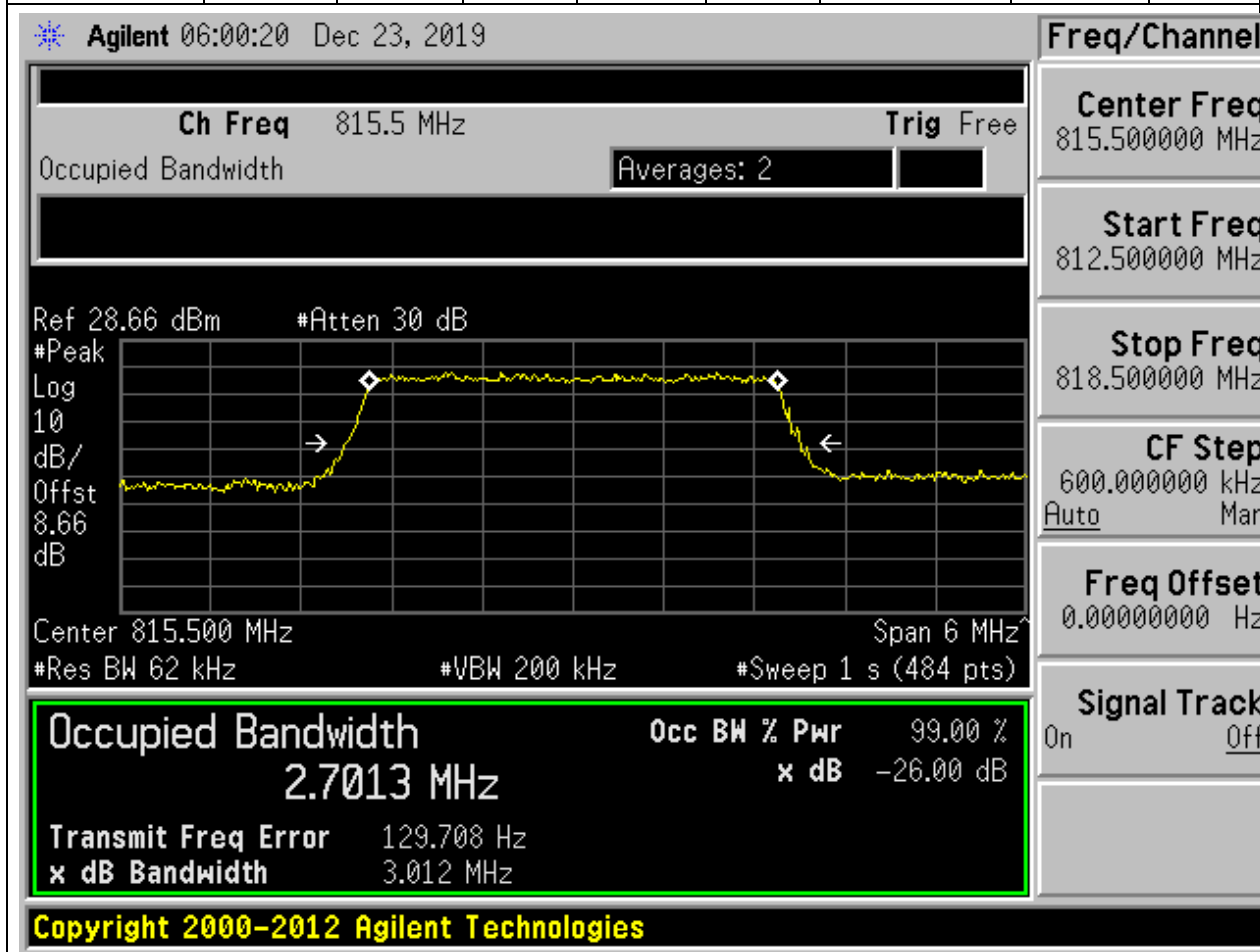 Agilent 06:00:20 Dec 23, 2019
Freq/Channel
Ch Freq 815.5 MHz Trig Free
Occupied Bandwidth Averages: 2
Center Freq
815.500000 MHz
Start Freq
812.500000 MHz
Stop Freq
818.500000 MHz
CF Step
600.000000 kHz
Auto Man
Freq Offset
0.00000000 Hz
Signal Track
On Off
Ref 28.66 dBm #Atten 30 dB
#Peak
Log
10
dB/
Offst
8.66
dB
Center 815.500 MHz Span 6 MHz^
#Res BW 62 kHz #VBW 200 kHz #Sweep 1 s (484 pts)
Occupied Bandwidth Occ BW % Pwr 99.00 %
2.7013 MHz x dB -26.00 dB
Transmit Freq Error 129.708 Hz
x dB Bandwidth 3.012 MHz
Copyright 2000-2012 Agilent Technologies